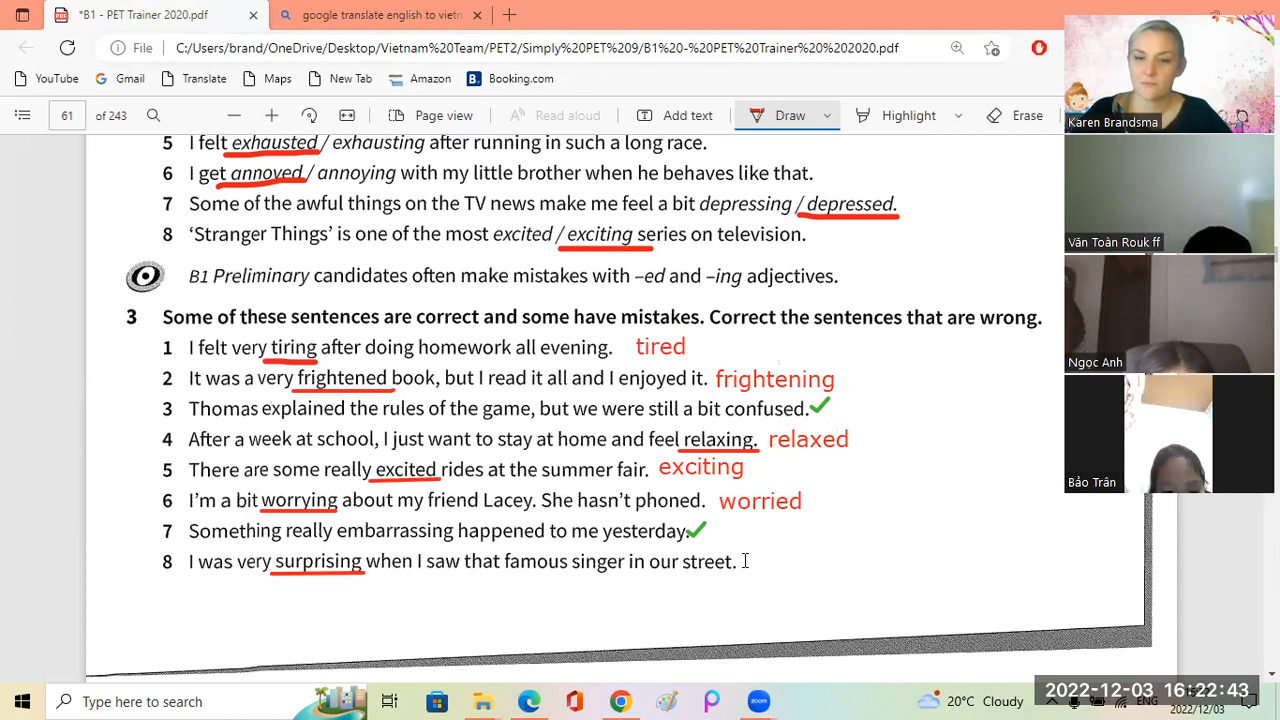 *B1 - PET Trainer w 2020.pdf
google translate english to vietn
File
C:/Users/brand/OneDrive/Desktop/Vietnam%20Team/PET2/Simply%20PET%209/B1%20-%20PET%20Trainer%20w%202020.pdf
YouTube Gmail Translate Maps New Tab Amazon Booking.com
61 of 243 Page view Read aloud Add text Draw Highlight Erase
Karen Brandsma
5 I felt exhausted / exhausting after running in such a long race.
6 I get annoyed / annoying with my little brother when he behaves like that.
7 Some of the awful things on the TV news make me feel a bit depressing / depressed.
8 ‘Stranger Things’ is one of the most excited / exciting series on television.
Văn Toàn Rouk ff
B1 Preliminary candidates often make mistakes with –ed and –ing adjectives.
3 Some of these sentences are correct and some have mistakes. Correct the sentences that are wrong.
1 I felt very tiring after doing homework all evening. tired
Ngọc Anh
2 It was a very frightened book, but I read it all and I enjoyed it. frightening
3 Thomas explained the rules of the game, but we were still a bit confused.
4 After a week at school, I just want to stay at home and feel relaxing. relaxed
5 There are some really excited rides at the summer fair. exciting
Bảo Trân
6 I’m a bit worrying about my friend Lacey. She hasn’t phoned. worried
7 Something really embarrassing happened to me yesterday.
8 I was very surprising when I saw that famous singer in our street.
Type here to search
zoom
20°C Cloudy
ENG
2022-12-03 16:22:43